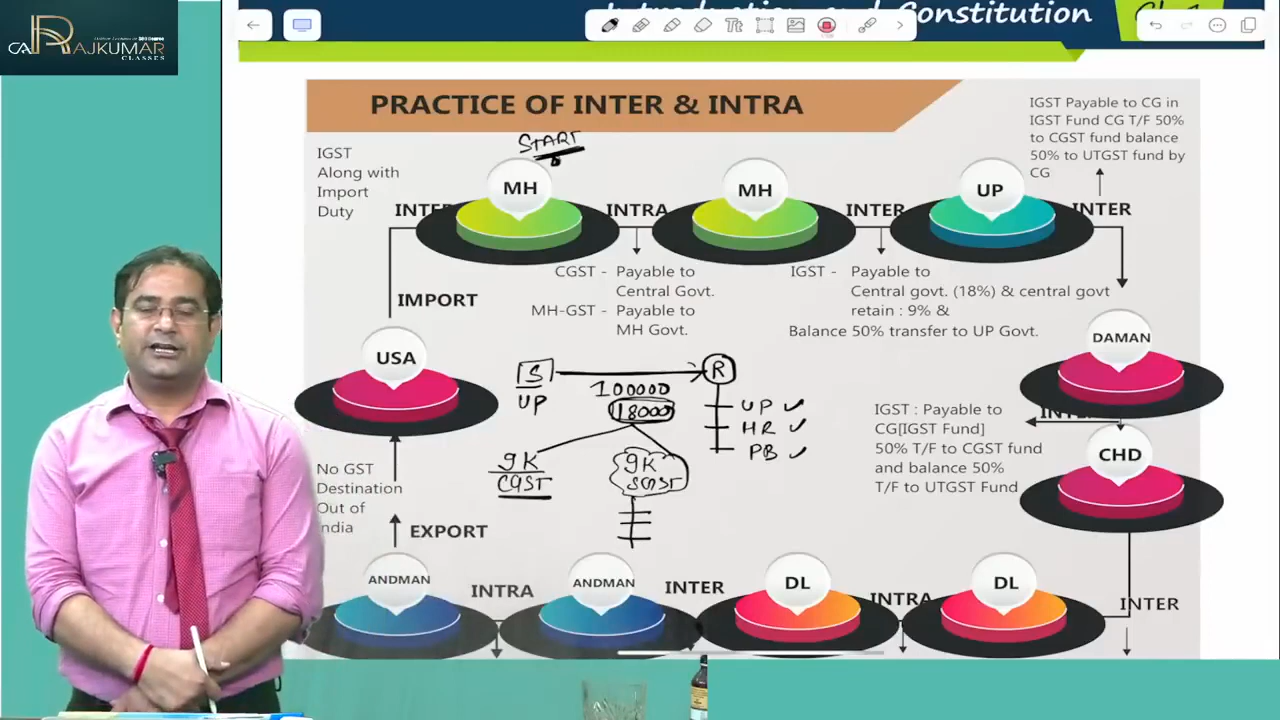 CA RAJKUMAR
CLASSES
Introduction and Constitution
PRACTICE OF INTER & INTRA
IGST Payable to CG in
IGST Fund CG T/F 50%
to CGST fund balance
50% to UTGST fund by
CG
START
IGST
Along with
Import
Duty
MH
MH
UP
INTER
INTRA
INTER
INTER
CGST - Payable to
Central Govt.
MH-GST - Payable to
MH Govt.
IGST - Payable to
Central govt. (18%) & central govt
retain : 9% &
Balance 50% transfer to UP Govt.
IMPORT
DAMAN
USA
S
UP
100000
18000
R
UP
HR
PB
9K
CGST
9K
SGST
INTER
IGST : Payable to
CG[IGST Fund]
50% T/F to CGST fund
and balance 50%
T/F to UTGST Fund
CHD
No GST
Destination
Out of
India
EXPORT
ANDMAN
INTRA
ANDMAN
INTER
DL
INTRA
DL
INTER